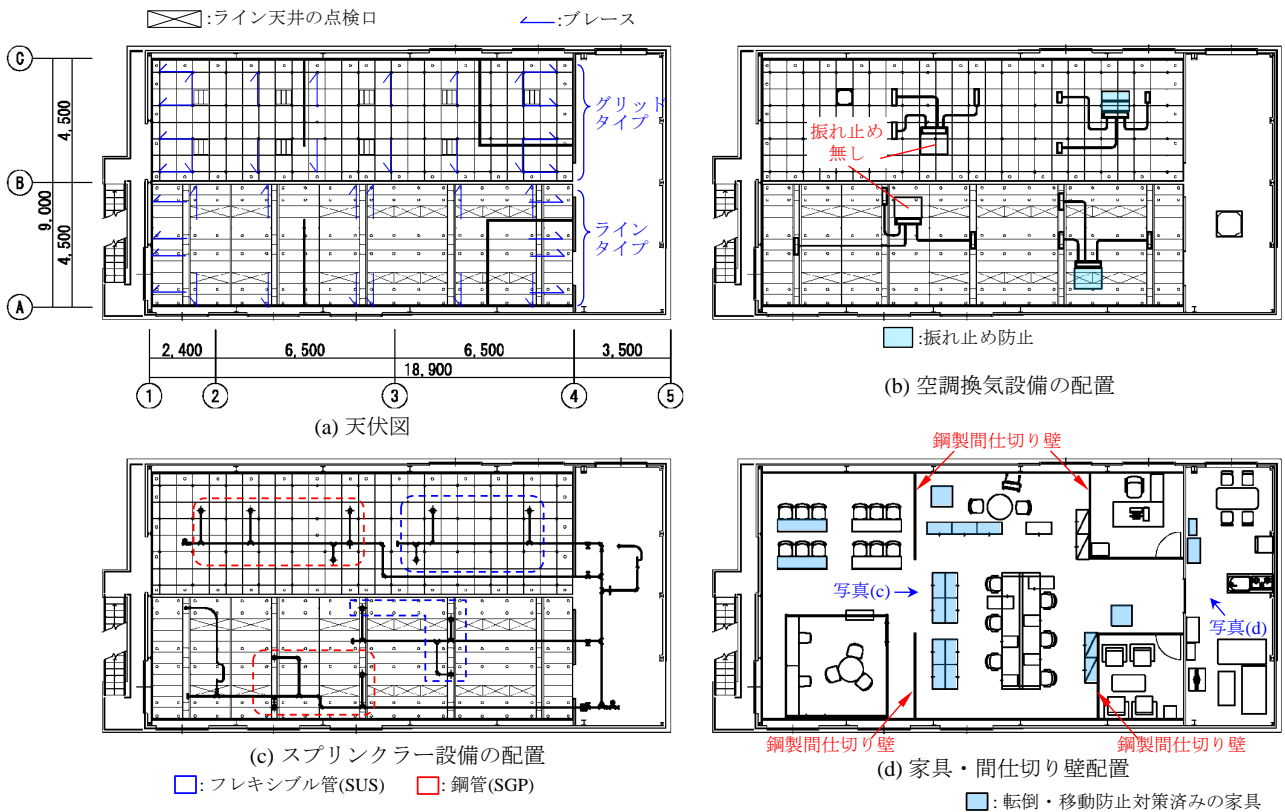 :ライン天井の点検口
:ブレース
C
B
A
4,500
9,000
4,500
グリッド
タイプ
ライン
タイプ
2,400
6,500
6,500
3,500
18,900
1
2
3
4
5
(a) 天伏図
振れ止め
無し
:振れ止め防止
(b) 空調換気設備の配置
(c) スプリンクラー設備の配置
: フレキシブル管(SUS)
: 鋼管(SGP)
鋼製間仕切り壁
写真(c)
写真(d)
鋼製間仕切り壁
鋼製間仕切り壁
(d) 家具・間仕切り壁配置
: 転倒・移動防止対策済みの家具